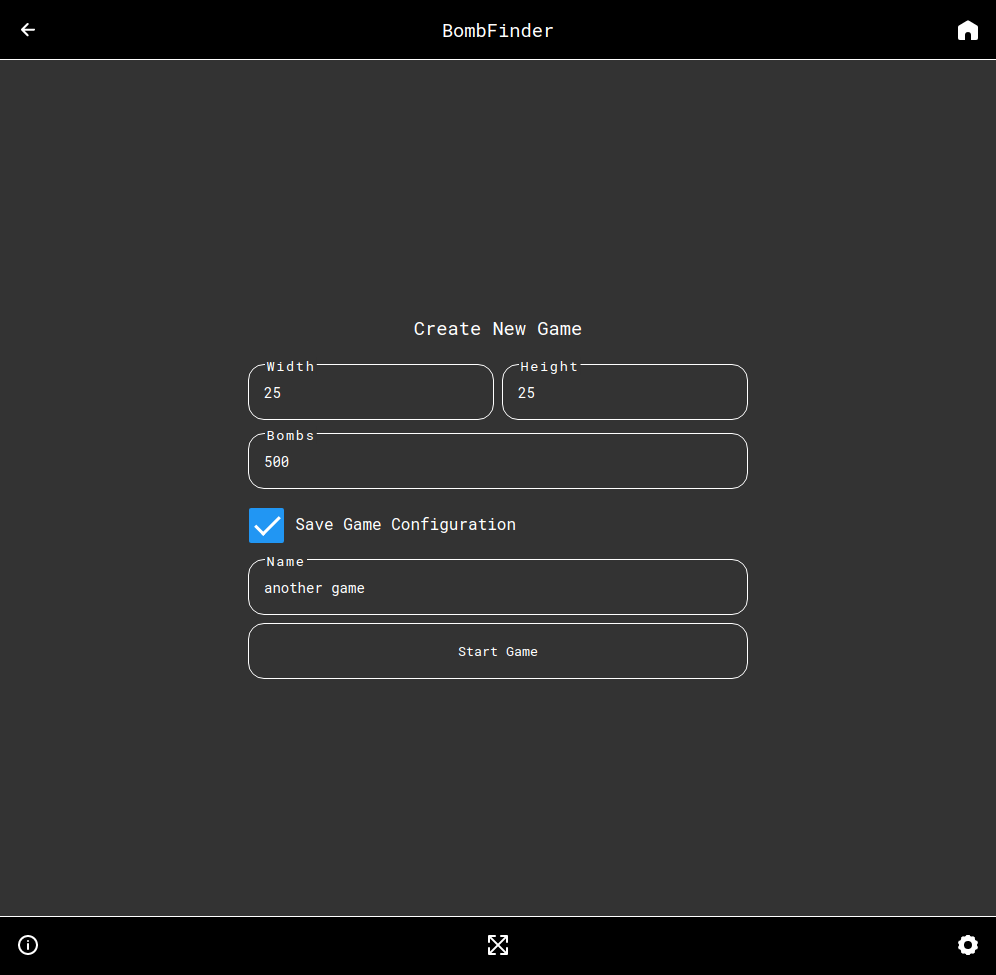 BombFinder
Create New Game
Width
Height
25
25
Bombs
500
Save Game Configuration
Name
another game
Start Game